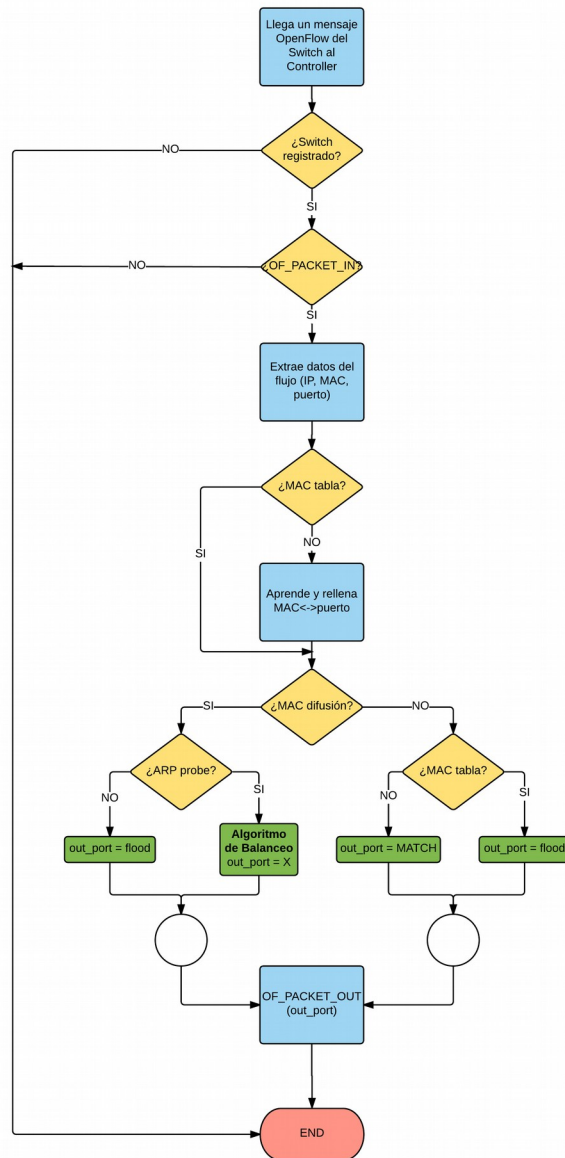 Llega un mensaje
OpenFlow del
Switch al
Controller
¿Switch
registrado?
NO
SI
¿OF_PACKET_IN?
NO
SI
Extrae datos del
flujo (IP, MAC,
puerto)
¿MAC tabla?
SI
NO
Aprende y rellena
MAC<->puerto
¿MAC difusión?
SI
NO
¿ARP probe?
¿MAC tabla?
NO
SI
NO
SI
out_port = flood
Algoritmo
de Balanceo
out_port = X
out_port = MATCH
out_port = flood
OF_PACKET_OUT
(out_port)
END